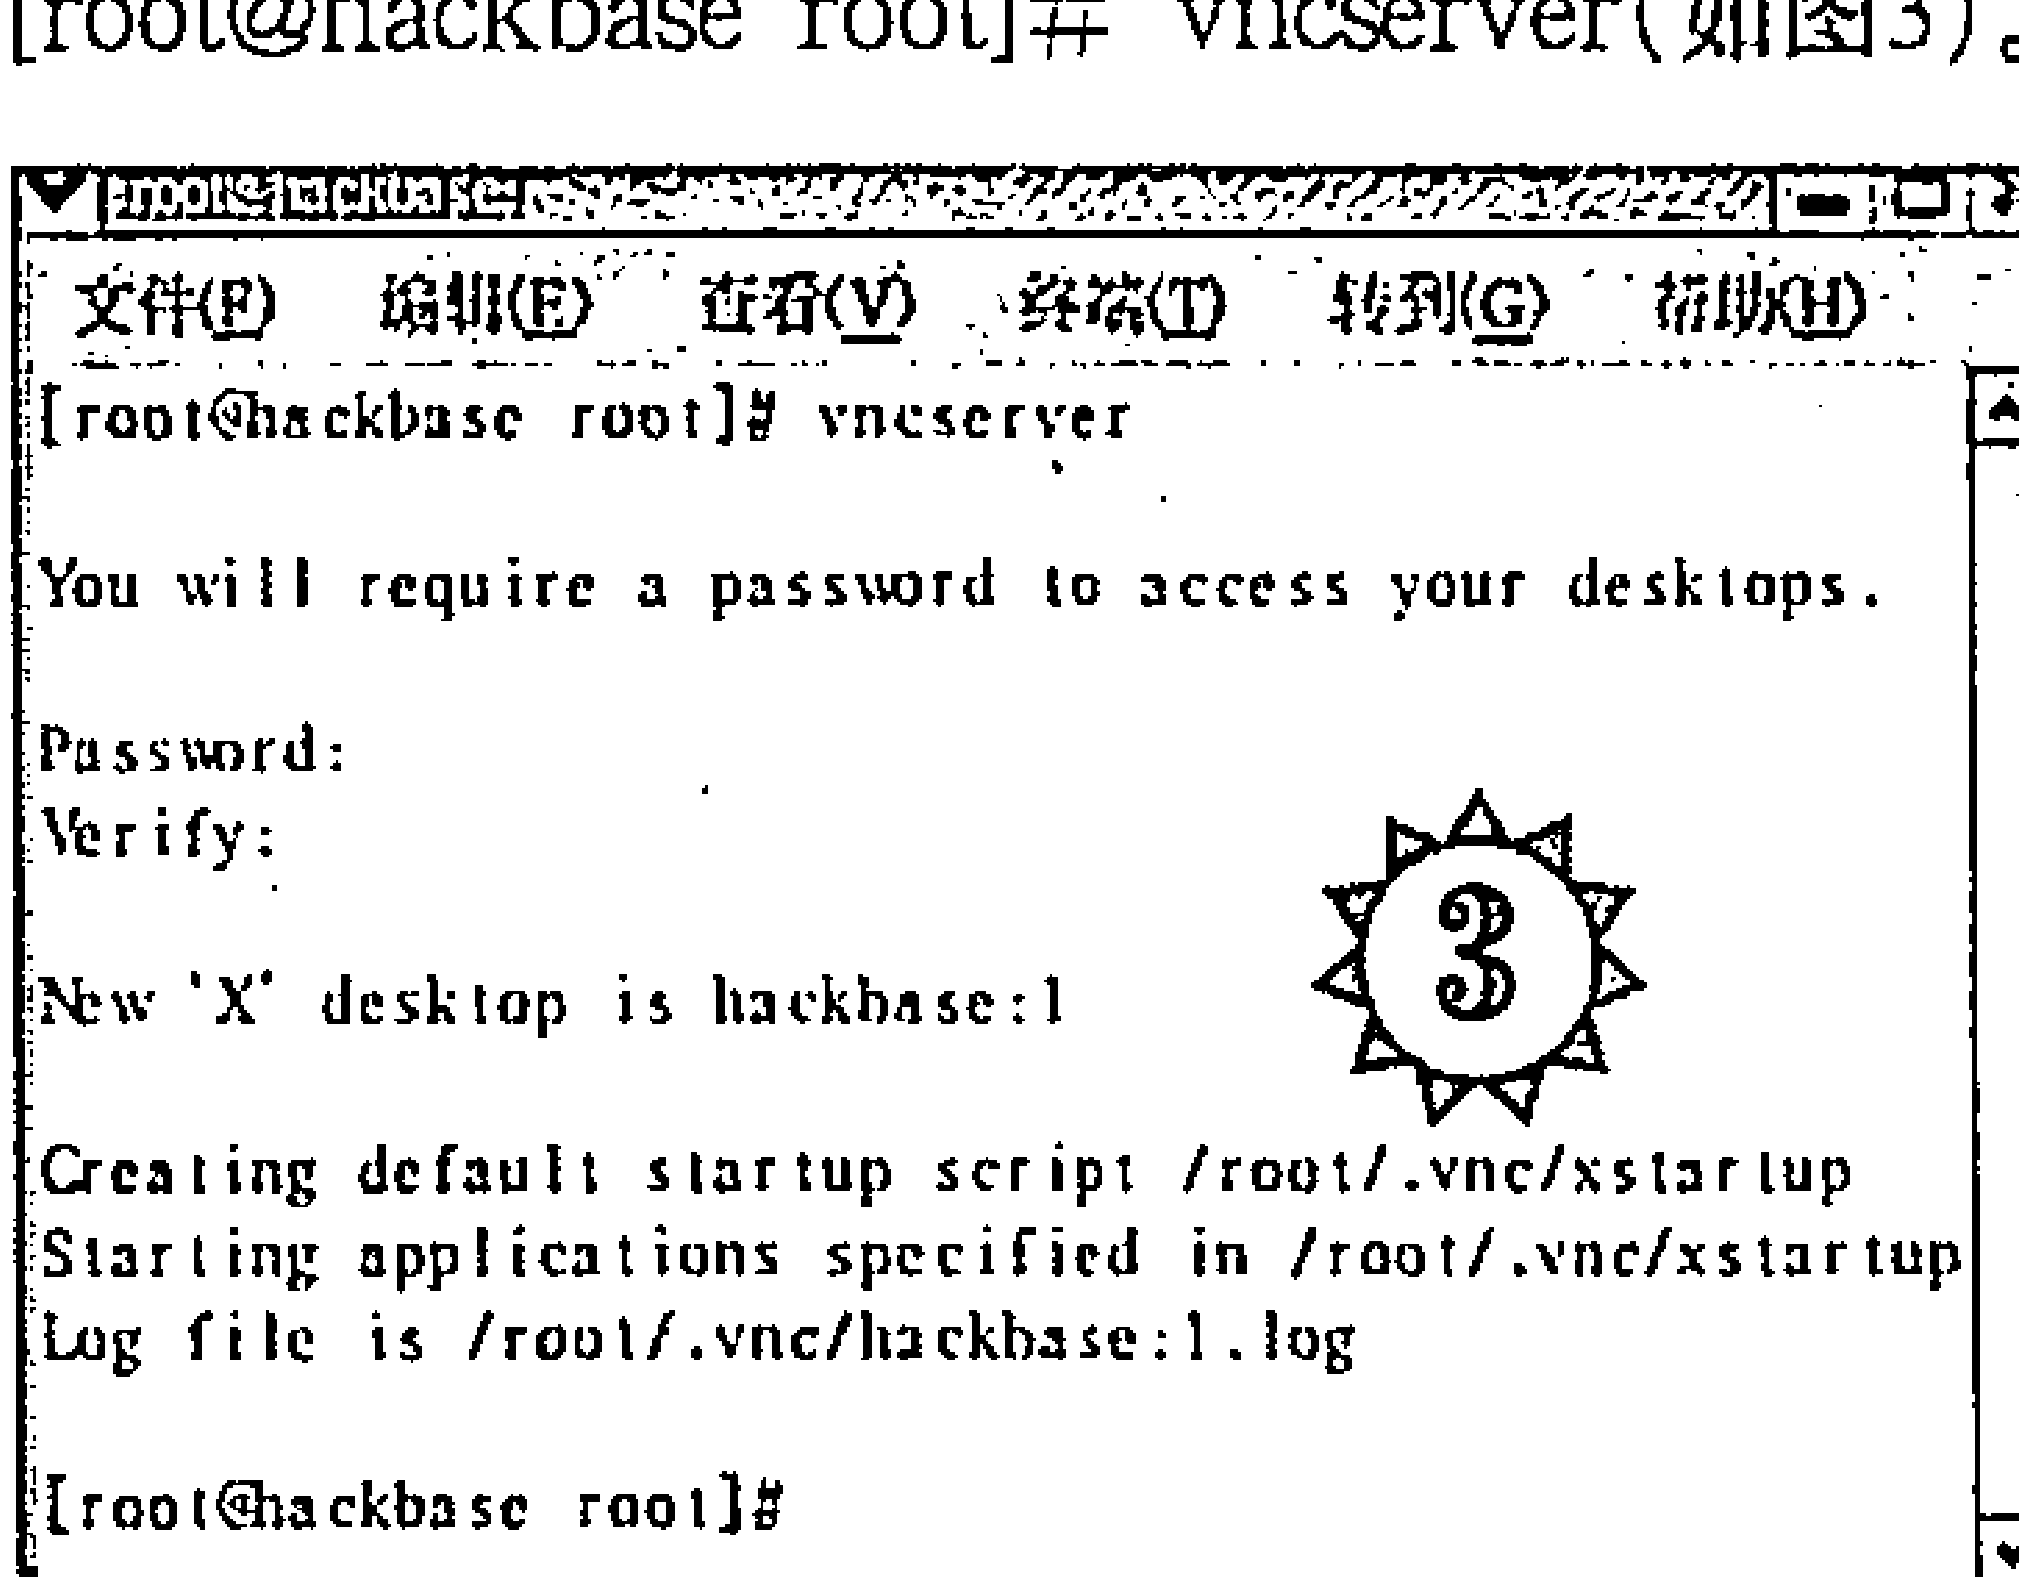 [root@hackbase root]# vncserver(如图3)。
root@hackbase:
文件(F) 编辑(E) 查看(V) 终端(T) 转到(G) 帮助(H)
[root@hackbase root]# vncserver
You will require a password to access your desktops.
Password:
Verify:
3
New 'X' desktop is hackbase:1
Creating default startup script /root/.vnc/xstartup
Starting applications specified in /root/.vnc/xstartup
Log file is /root/.vnc/hackbase:1.log
[root@hackbase root]#